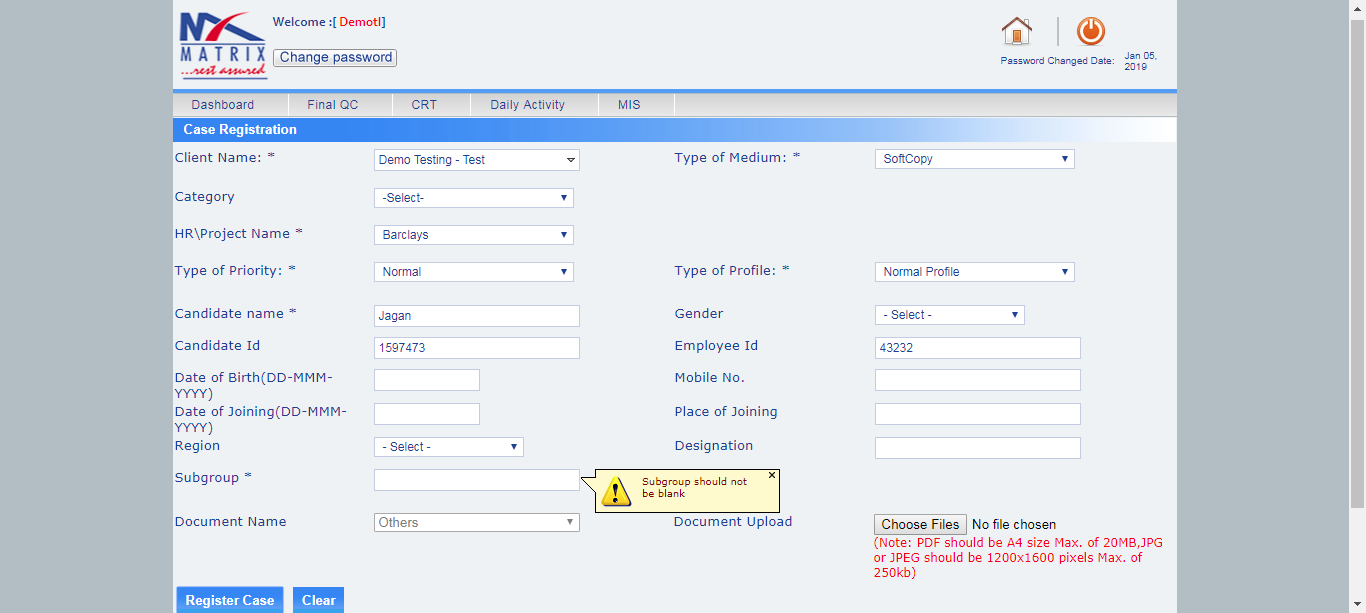 Welcome :[ Demotl]
MATRIX
...rest assured
Change password
Password Changed Date: Jan 05, 2019
Dashboard Final QC CRT Daily Activity MIS
Case Registration
Client Name: * Demo Testing - Test Type of Medium: * SoftCopy
Category -Select-
HR\Project Name * Barclays
Type of Priority: * Normal Type of Profile: * Normal Profile
Candidate name * Jagan Gender - Select -
Candidate Id 1597473 Employee Id 43232
Date of Birth(DD-MMM-
YYYY)
Mobile No.
Date of Joining(DD-MMM-
YYYY)
Place of Joining
Region - Select - Designation
Subgroup *
Subgroup should not
be blank
Document Name Others Document Upload Choose Files No file chosen
(Note: PDF should be A4 size Max. of 20MB,JPG
or JPEG should be 1200x1600 pixels Max. of
250kb)
Register Case Clear